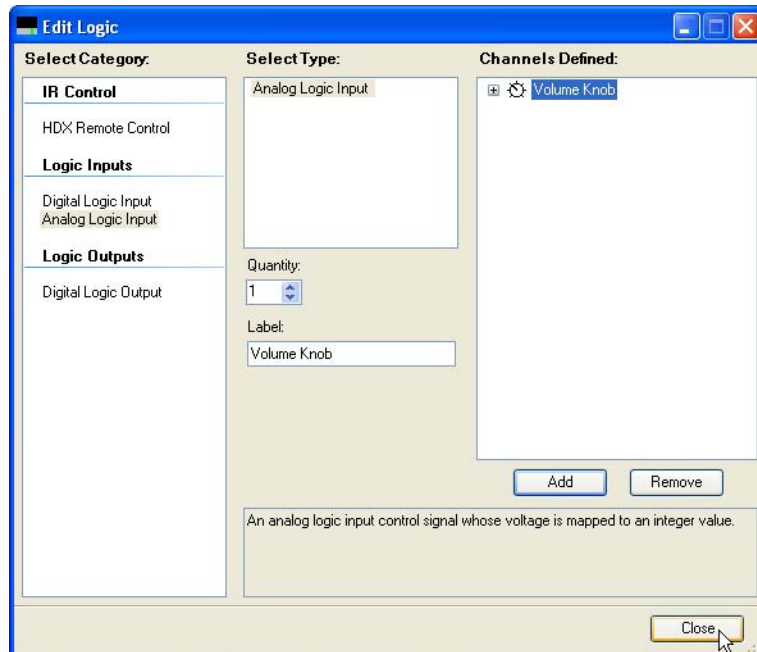 Edit Logic
Select Category:
IR Control
HDX Remote Control
Logic Inputs
Digital Logic Input
Analog Logic Input
Logic Outputs
Digital Logic Output
Select Type:
Analog Logic Input
Quantity:
1
Label:
Volume Knob
Channels Defined:
Volume Knob
Add
Remove
An analog logic input control signal whose voltage is mapped to an integer value.
Close